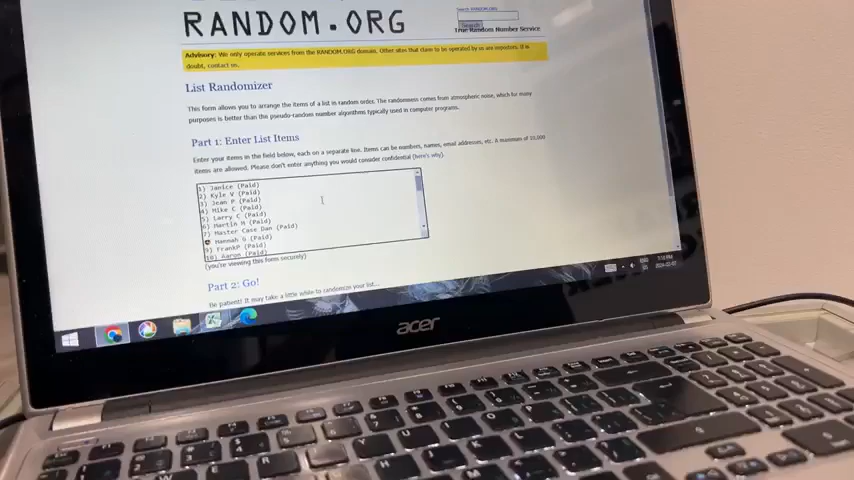 Search RANDOM.ORG
RANDOM.ORG
Search
True Random Number Service
Advisory: We only operate services from the RANDOM.ORG domain. Other sites that claim to be operated by us are impostors. If in
doubt, contact us.
List Randomizer
This form allows you to arrange the items of a list in random order. The randomness comes from atmospheric noise, which for many
purposes is better than the pseudo-random number algorithms typically used in computer programs.
Part 1: Enter List Items
Enter your items in the field below, each on a separate line. Items can be numbers, names, email addresses, etc. A maximum of 10,000
items are allowed. Please don't enter anything you would consider confidential (here's why).
1) Janice (Paid)
2) Kyle V (Paid)
3) Jean P (Paid)
4) Mike C (Paid)
5) Larry C (Paid)
6) Martin M (Paid)
7) Master Case Dan (Paid)
Hannah G (Paid)
9) FrankP (Paid)
10) Aaron (Paid)
(you're viewing this form securely)
Part 2: Go!
Be patient! It may take a little while to randomize your list...
acer